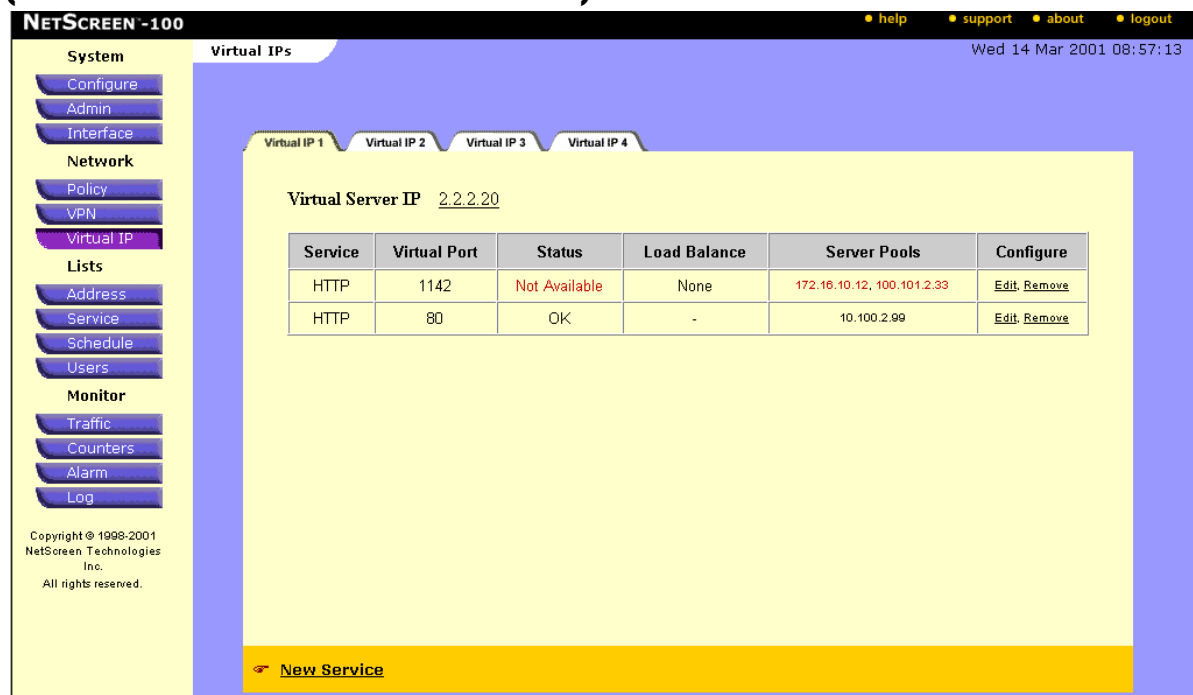 NETSCREEN™-100
help support about logout
Virtual IPs
Wed 14 Mar 2001 08:57:13
System
Configure
Admin
Interface
Network
Policy
VPN
Virtual IP
Lists
Address
Service
Schedule
Users
Monitor
Traffic
Counters
Alarm
Log
Copyright © 1998-2001
NetScreen Technologies
Inc.
All rights reserved.
Virtual IP 1 Virtual IP 2 Virtual IP 3 Virtual IP 4
Virtual Server IP 2.2.2.20
Service Virtual Port Status Load Balance Server Pools Configure
HTTP 1142 Not Available None 172.16.10.12, 100.101.2.33 Edit, Remove
HTTP 80 OK - 10.100.2.99 Edit, Remove
New Service